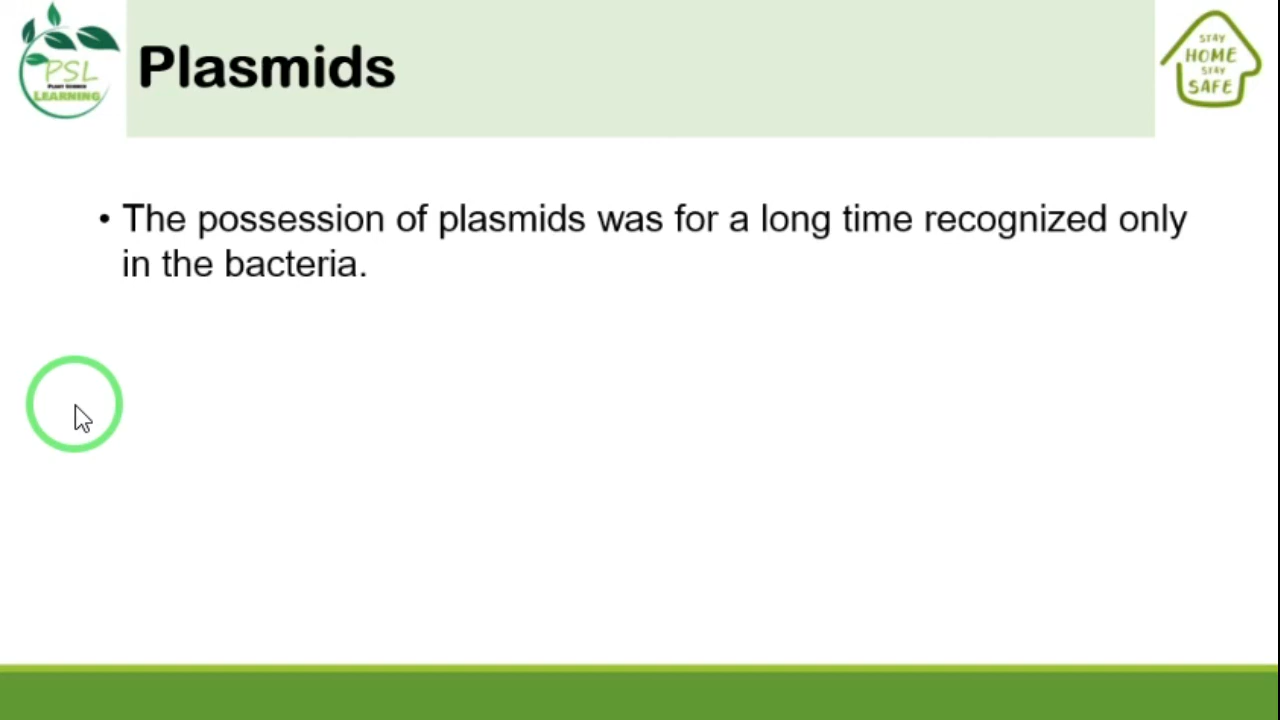 PSL
PLANT SCIENCE
LEARNING
Plasmids
STAY
HOME
STAY
SAFE
• The possession of plasmids was for a long time recognized only
in the bacteria.